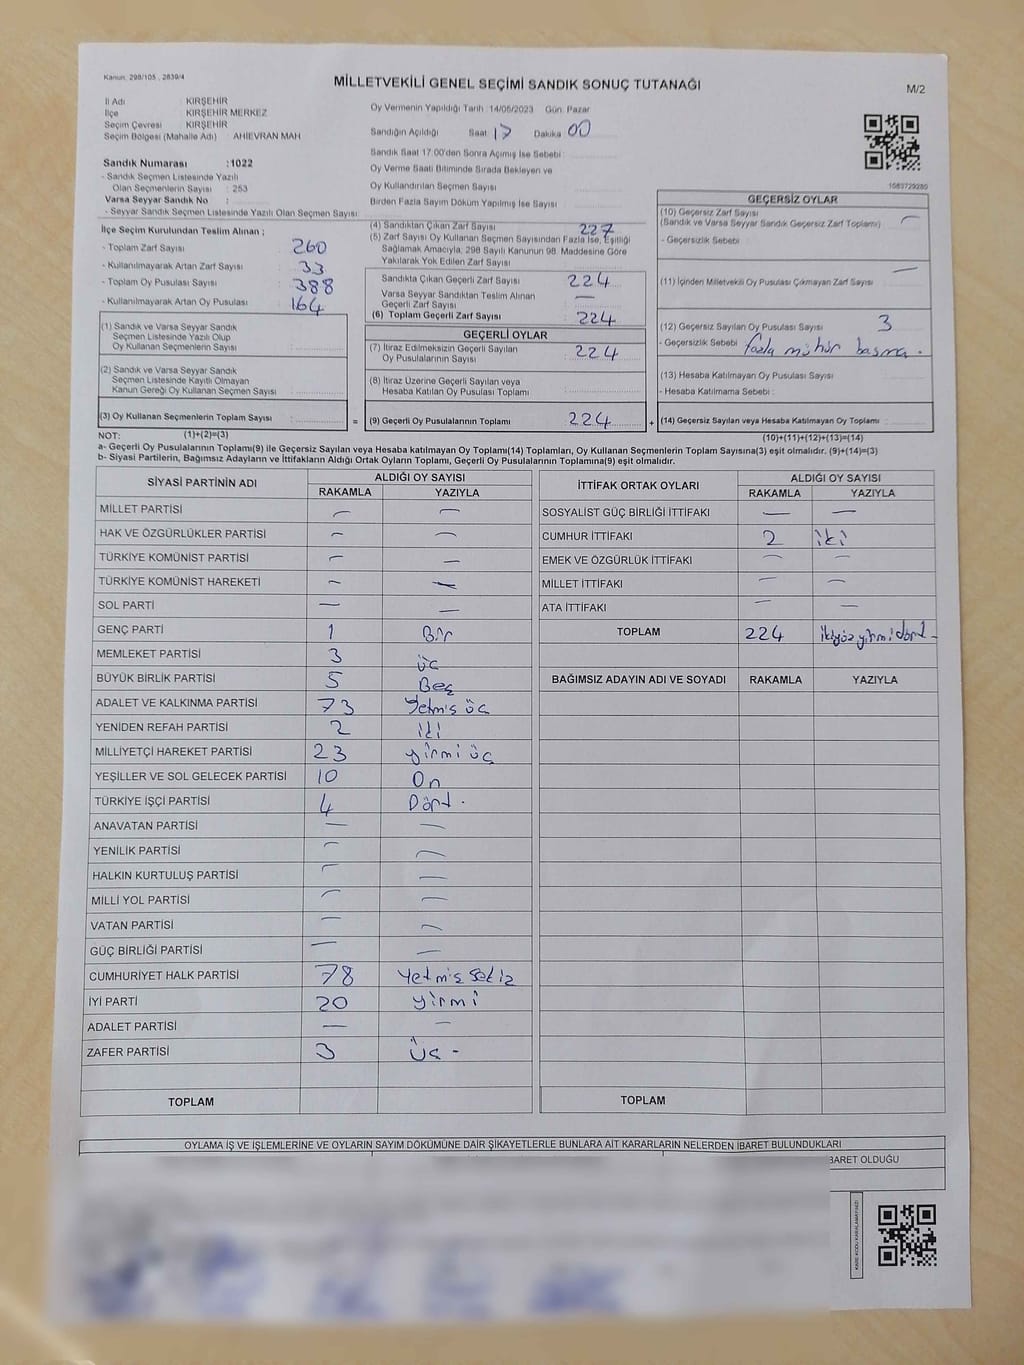 Kanun: 298/105 , 2839/4
MİLLETVEKİLİ GENEL SEÇİMİ SANDIK SONUÇ TUTANAĞI
M/2
İl Adı : KIRŞEHİR
İlçe : KIRŞEHİR MERKEZ
Seçim Çevresi : KIRŞEHİR
Seçim Bölgesi (Mahalle Adı) AHİEVRAN MAH
Sandık Numarası :1022
- Sandık Seçmen Listesinde Yazılı
Olan Seçmenlerin Sayısı : 253
Varsa Seyyar Sandık No :
- Seyyar Sandık Seçmen Listesinde Yazılı Olan Seçmen Sayısı:
Oy Vermenin Yapıldığı Tarih :14/05/2023 Gün: Pazar
Sandığın Açıldığı Saat 17 Dakika 00
Sandık Saat 17:00'den Sonra Açımış İse Sebebi :
Oy Verme Saati Bitiminde Sırada Bekleyen ve
Oy Kullandırılan Seçmen Sayısı
Birden Fazla Sayım Döküm Yapılmış İse Sayısı :
1083729280
İlçe Seçim Kurulundan Teslim Alınan ;
- Toplam Zarf Sayısı : 260
- Kullanılmayarak Artan Zarf Sayısı : 33
- Toplam Oy Pusulası Sayısı : 388
- Kullanılmayarak Artan Oy Pusulası : 164
(1) Sandık ve Varsa Seyyar Sandık
Seçmen Listesinde Yazılı Olup
Oy Kullanan Seçmenlerin Sayısı :
(2) Sandık ve Varsa Seyyar Sandık
Seçmen Listesinde Kayıtlı Olmayan
Kanun Gereği Oy Kullanan Seçmen Sayısı :
(3) Oy Kullanan Seçmenlerin Toplam Sayısı :
(4) Sandıktan Çıkan Zarf Sayısı : 227
(5) Zarf Sayısı Oy Kullanan Seçmen Sayısından Fazla İse, Eşitliği
Sağlamak Amacıyla, 298 Sayılı Kanunun 98. Maddesine Göre
Yakılarak Yok Edilen Zarf Sayısı :
Sandıkta Çıkan Geçerli Zarf Sayısı : 224
Varsa Seyyar Sandıktan Teslim Alınan
Geçerli Zarf Sayısı : —
(6) Toplam Geçerli Zarf Sayısı : 224
GEÇERLİ OYLAR
(7) İtiraz Edilmeksizin Geçerli Sayılan
Oy Pusulalarının Sayısı : 224
(8) İtiraz Üzerine Geçerli Sayılan veya
Hesaba Katılan Oy Pusulası Toplamı :
= (9) Geçerli Oy Pusulalarının Toplamı : 224 +
GEÇERSİZ OYLAR
(10) Geçersiz Zarf Sayısı
(Sandık ve Varsa Seyyar Sandık Geçersiz Zarf Toplamı) : —
- Geçersizlik Sebebi :
(11) İçinden Milletvekili Oy Pusulası Çıkmayan Zarf Sayısı : —
(12) Geçersiz Sayılan Oy Pusulası Sayısı : 3
- Geçersizlik Sebebi : fazla mühür basma.
(13) Hesaba Katılmayan Oy Pusulası Sayısı :
- Hesaba Katılmama Sebebi :
(14) Geçersiz Sayılan veya Hesaba Katılmayan Oy Toplamı :
NOT: (1)+(2)=(3)
(10)+(11)+(12)+(13)=(14)
a- Geçerli Oy Pusulalarının Toplamı(9) ile Geçersiz Sayılan veya Hesaba katılmayan Oy Toplamı(14) Toplamları, Oy Kullanan Seçmenlerin Toplam Sayısına(3) eşit olmalıdır. (9)+(14)=(3)
b- Siyasi Partilerin, Bağımsız Adayların ve İttifakların Aldığı Ortak Oyların Toplamı, Geçerli Oy Pusulalarının Toplamına(9) eşit olmalıdır.
SİYASİ PARTİNİN ADI ALDIĞI OY SAYISI
RAKAMLA YAZIYLA
MİLLET PARTİSİ — —
HAK VE ÖZGÜRLÜKLER PARTİSİ — —
TÜRKİYE KOMÜNİST PARTİSİ — —
TÜRKİYE KOMÜNİST HAREKETİ — —
SOL PARTİ — —
GENÇ PARTİ 1 Bir
MEMLEKET PARTİSİ 3 üç
BÜYÜK BİRLİK PARTİSİ 5 Beş
ADALET VE KALKINMA PARTİSİ 73 Yetmiş üç
YENİDEN REFAH PARTİSİ 2 iki
MİLLİYETÇİ HAREKET PARTİSİ 23 yirmi üç
YEŞİLLER VE SOL GELECEK PARTİSİ 10 On
TÜRKİYE İŞÇİ PARTİSİ 4 Dört.
ANAVATAN PARTİSİ — —
YENİLİK PARTİSİ — —
HALKIN KURTULUŞ PARTİSİ — —
MİLLİ YOL PARTİSİ — —
VATAN PARTİSİ — —
GÜÇ BİRLİĞİ PARTİSİ — —
CUMHURİYET HALK PARTİSİ 78 Yetmiş Sekiz
İYİ PARTİ 20 yirmi
ADALET PARTİSİ — —
ZAFER PARTİSİ 3 Üç -
TOPLAM
İTTİFAK ORTAK OYLARI ALDIĞI OY SAYISI
RAKAMLA YAZIYLA
SOSYALİST GÜÇ BİRLİĞİ İTTİFAKI — —
CUMHUR İTTİFAKI 2 iki
EMEK VE ÖZGÜRLÜK İTTİFAKI — —
MİLLET İTTİFAKI — —
ATA İTTİFAKI — —
TOPLAM 224 ikiyüz yirmi dört -
BAĞIMSIZ ADAYIN ADI VE SOYADI RAKAMLA YAZIYLA
TOPLAM
OYLAMA İŞ VE İŞLEMLERİNE VE OYLARIN SAYIM DÖKÜMÜNE DAİR ŞİKAYETLERLE BUNLARA AİT KARARLARIN NELERDEN İBARET BULUNDUKLARI
BARET OLDUĞU
KARE KODU KARALAMAYINIZ!